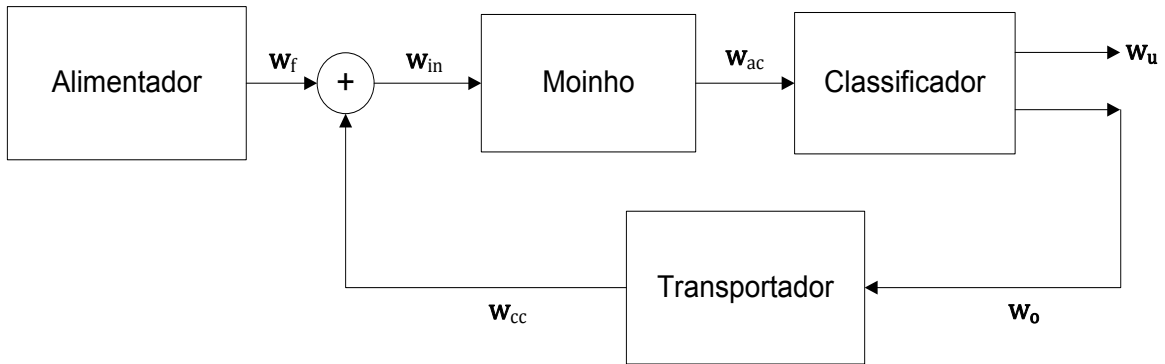 Alimentador
w_f
+
w_in
Moinho
w_ac
Classificador
w_u
Transportador
w_cc
w_o